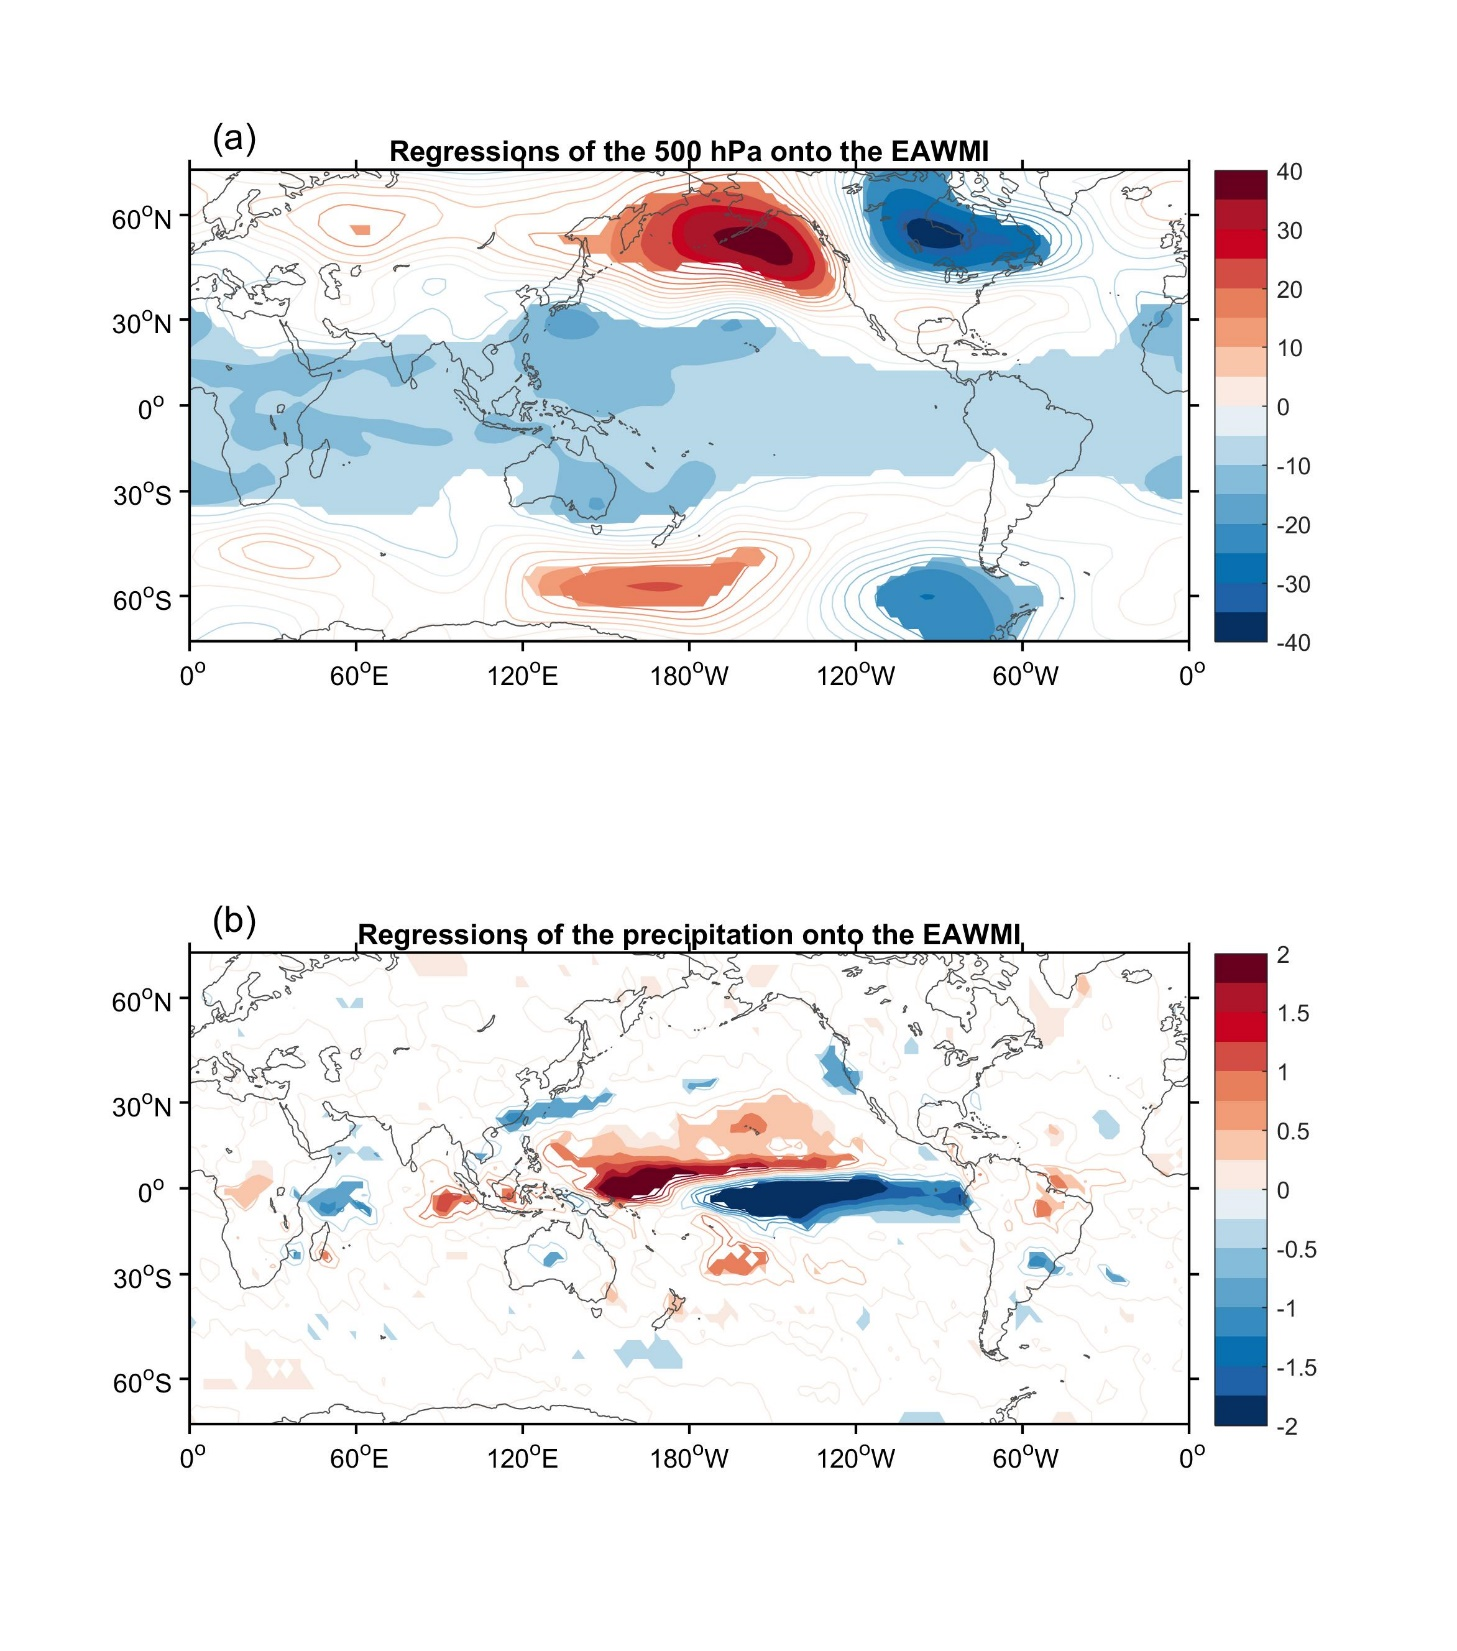 (a)
Regressions of the 500 hPa onto the EAWMI
60°N
30°N
0°
30°S
60°S
0°
60°E
120°E
180°W
120°W
60°W
0°
40
30
20
10
0
-10
-20
-30
-40
(b)
Regressions of the precipitation onto the EAWMI
60°N
30°N
0°
30°S
60°S
0°
60°E
120°E
180°W
120°W
60°W
0°
2
1.5
1
0.5
0
-0.5
-1
-1.5
-2